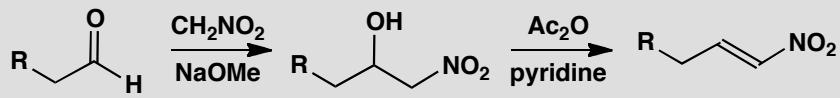 O
R
H
CH2NO2
NaOMe
OH
R
NO2
Ac2O
pyridine
R
NO2